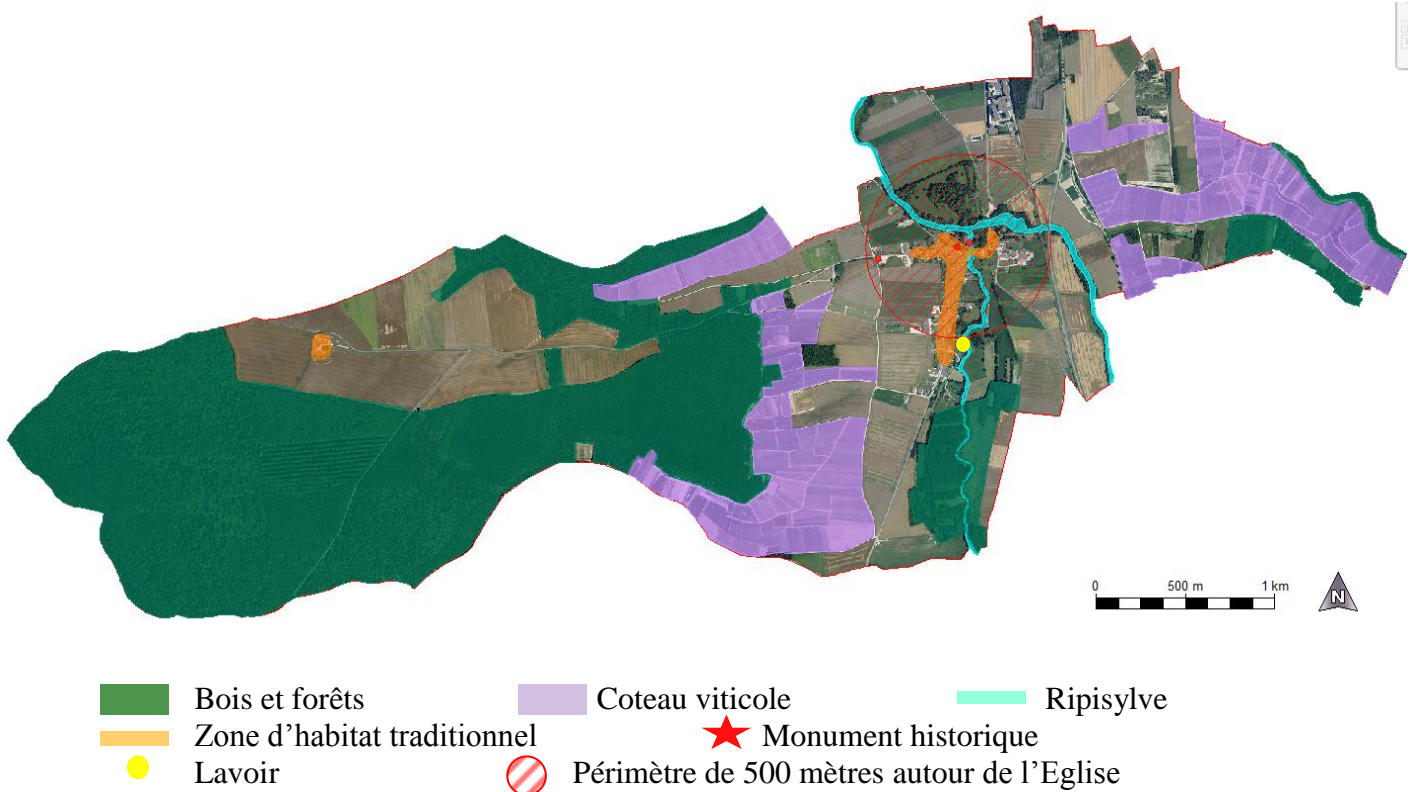 0 500 m 1 km
N
Bois et forêts Coteau viticole Ripisylve
Zone d’habitat traditionnel Monument historique
Lavoir Périmètre de 500 mètres autour de l’Eglise